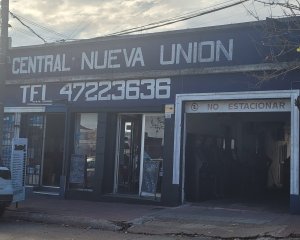 CENTRAL NUEVA UNION
TEL 47223636
NO ESTACIONAR